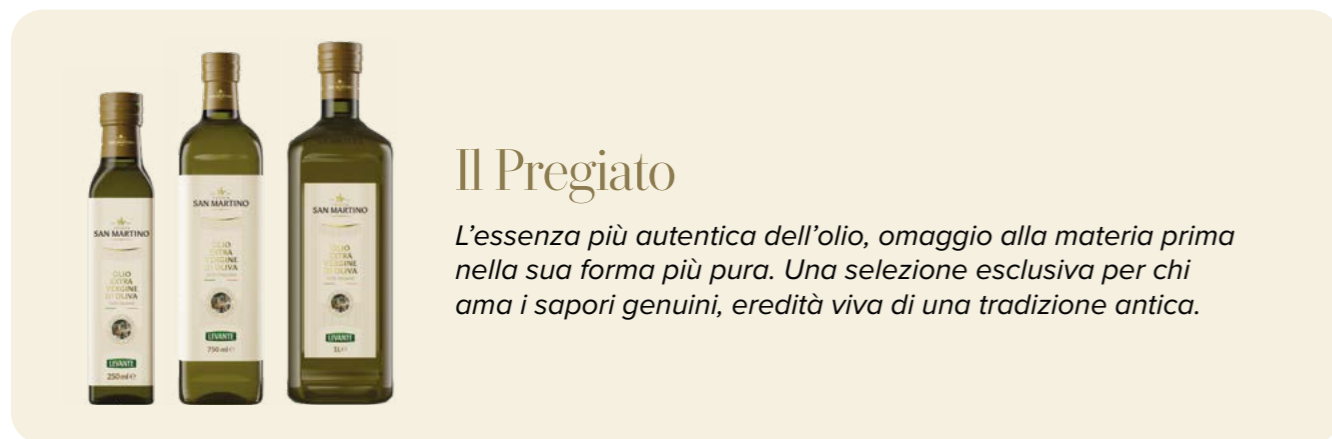 SAN MARTINO
OLIO
EXTRA
VERGINE
DI OLIVA
LEVANTE
250 ml e
SAN MARTINO
OLIO
EXTRA
VERGINE
DI OLIVA
LEVANTE
750 ml e
SAN MARTINO
OLIO
EXTRA
VERGINE
DI OLIVA
LEVANTE
1L e
Il Pregiato
L’essenza più autentica dell’olio, omaggio alla materia prima
nella sua forma più pura. Una selezione esclusiva per chi
ama i sapori genuini, eredità viva di una tradizione antica.